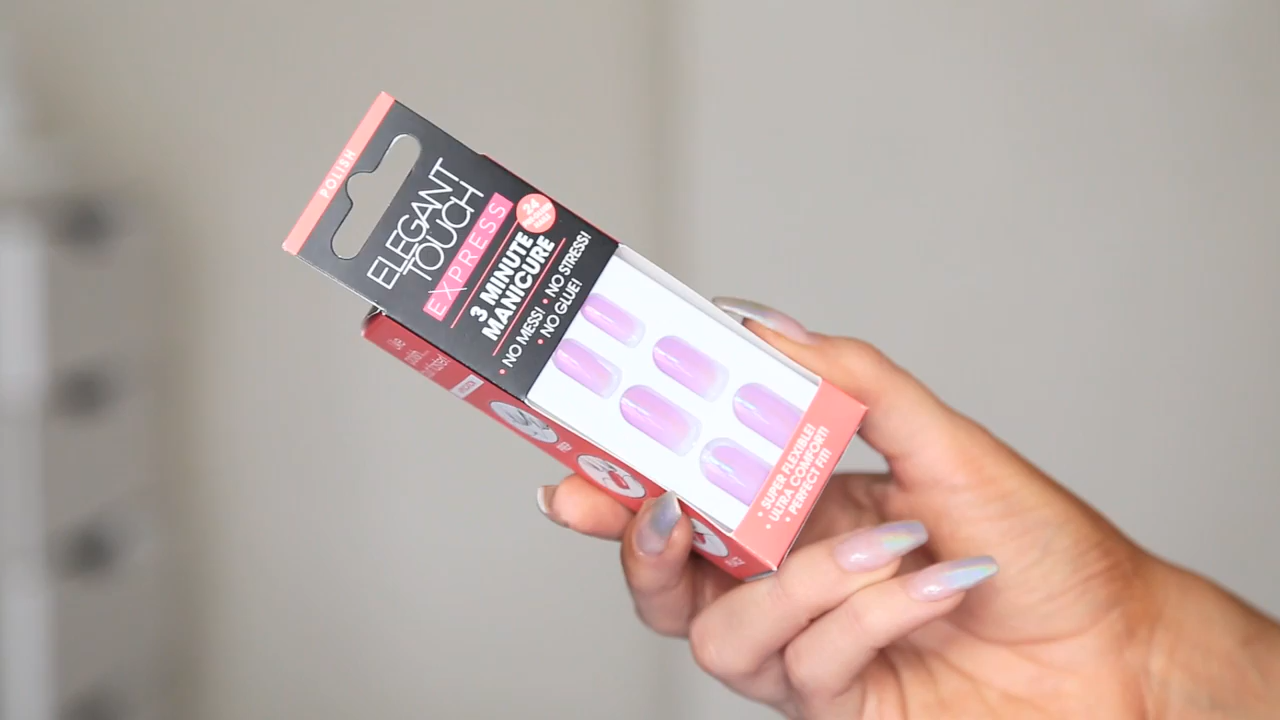 POLISH
ELEGANT
TOUCH
EXPRESS
24
3 MINUTE
MANICURE
• NO MESS! • NO STRESS!
• NO GLUE!
• SUPER FLEXIBLE!
• ULTRA COMFORT!
• PERFECT FIT!